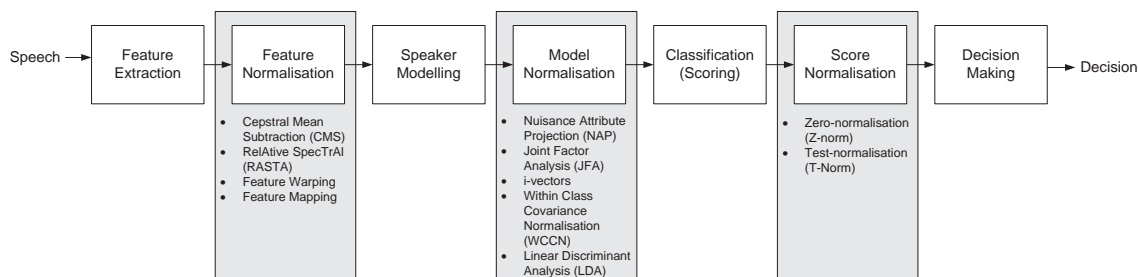 Speech
Feature
Extraction
Feature
Normalisation
Speaker
Modelling
Model
Normalisation
Classification
(Scoring)
Score
Normalisation
Decision
Making
Decision
• Cepstral Mean
Subtraction (CMS)
• RelAtive SpecTrAl
(RASTA)
• Feature Warping
• Feature Mapping
• Nuisance Attribute
Projection (NAP)
• Joint Factor
Analysis (JFA)
• i-vectors
• Within Class
Covariance
Normalisation
(WCCN)
• Linear Discriminant
Analysis (LDA)
• Zero-normalisation
(Z-norm)
• Test-normalisation
(T-Norm)